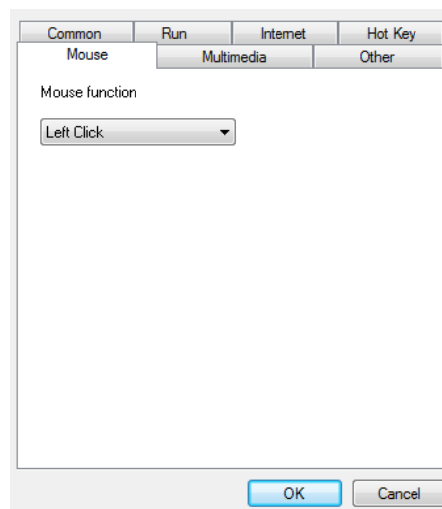 Common Run Internet Hot Key
Mouse Multimedia Other
Mouse function
Left Click
OK Cancel